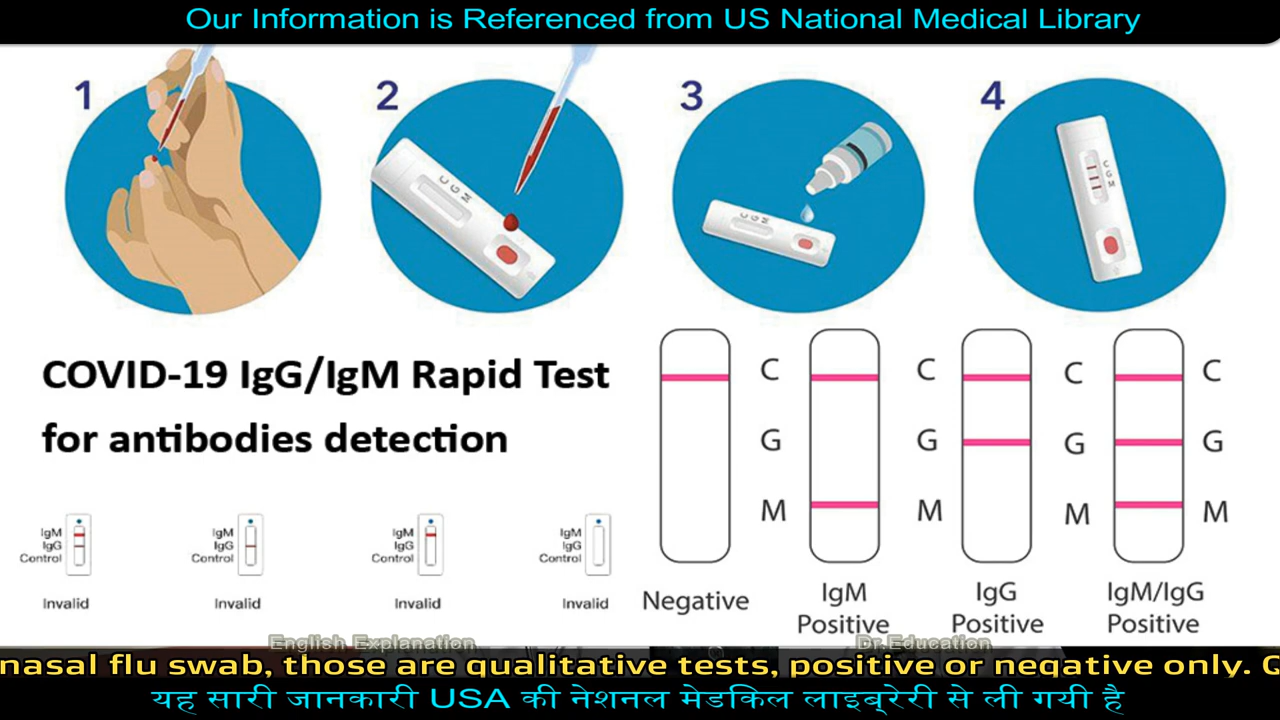 Our Information is Referenced from US National Medical Library
1
2
3
4
C G M
C G M
C G M
COVID-19 IgG/IgM Rapid Test
for antibodies detection
C
G
M
C
G
M
C
G
M
C
G
M
Negative
IgM
Positive
IgG
Positive
IgM/IgG
Positive
IgM
IgG
Control
Invalid
IgM
IgG
Control
Invalid
IgM
IgG
Control
Invalid
IgM
IgG
Control
Invalid
English Explanation
Dr.Education
nasal flu swab, those are qualitative tests, positive or negative only. Q
यह सारी जानकारी USA की नेशनल मेडकिल लाइब्रेरी से ली गयी है